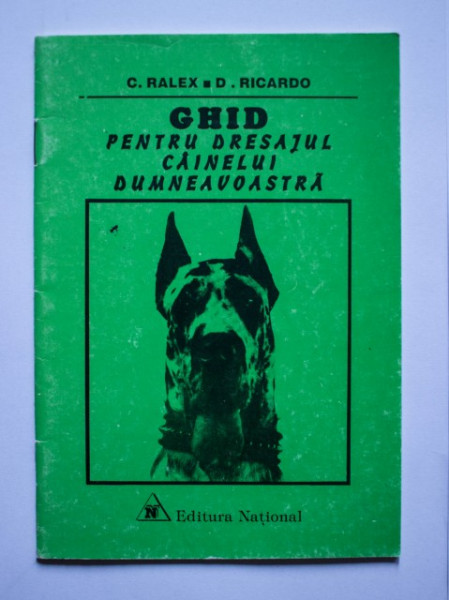 C. RALEX ■ D. RICARDO
GHID
PENTRU DRESAJUL
CÂINELUI
DUMNEAVOASTRĂ
N Editura Național